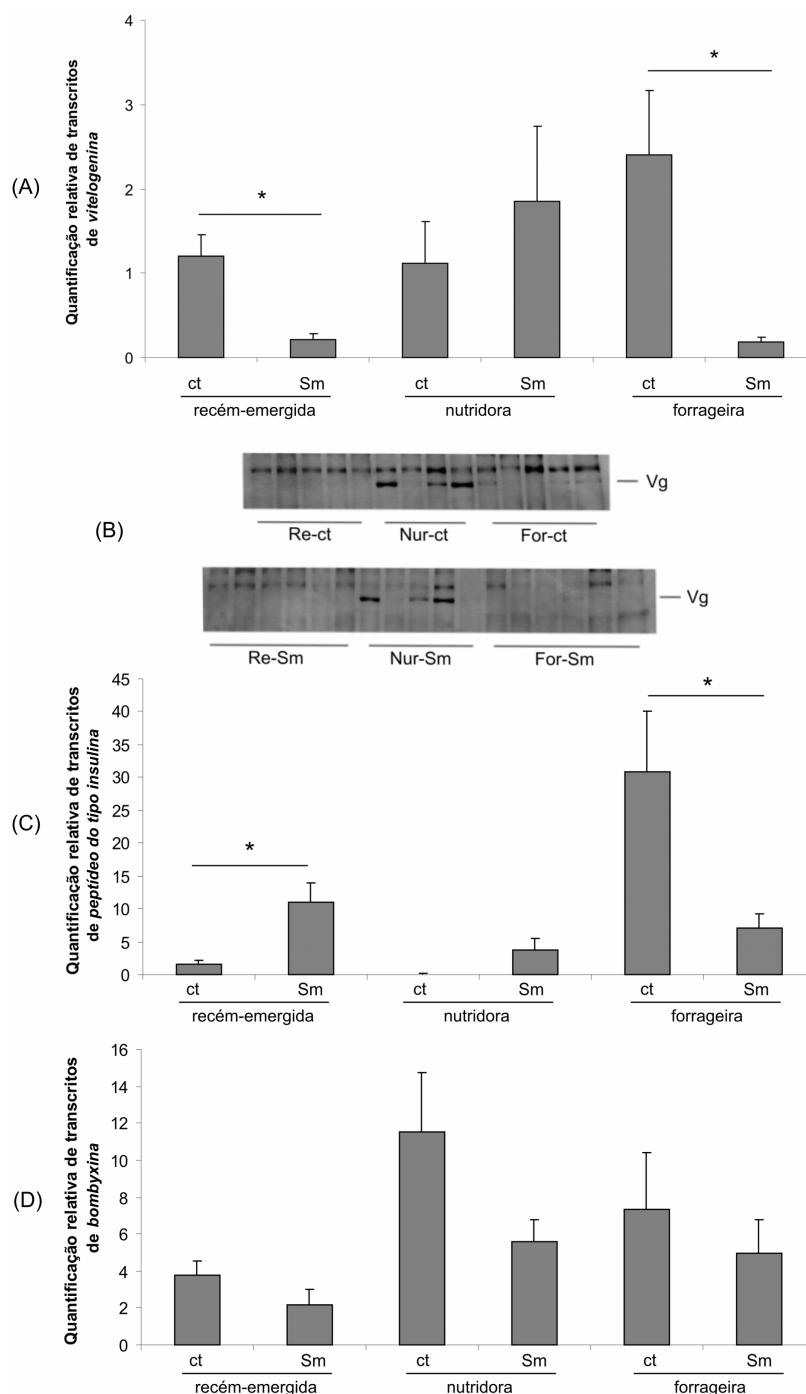 (A)
Quantificação relativa de transcritos
de vitelogenina
4
3
2
1
0
*
*
ct Sm ct Sm ct Sm
recém-emergida nutridora forrageira
(B)
Vg
Re-ct Nur-ct For-ct
Vg
Re-Sm Nur-Sm For-Sm
(C)
Quantificação relativa de transcritos
de peptídeo do tipo insulina
45
40
35
30
25
20
15
10
5
0
*
*
ct Sm ct Sm ct Sm
recém-emergida nutridora forrageira
(D)
Quantificação relativa de transcritos
de bombyxina
16
14
12
10
8
6
4
2
0
ct Sm ct Sm ct Sm
recém-emergida nutridora forrageira